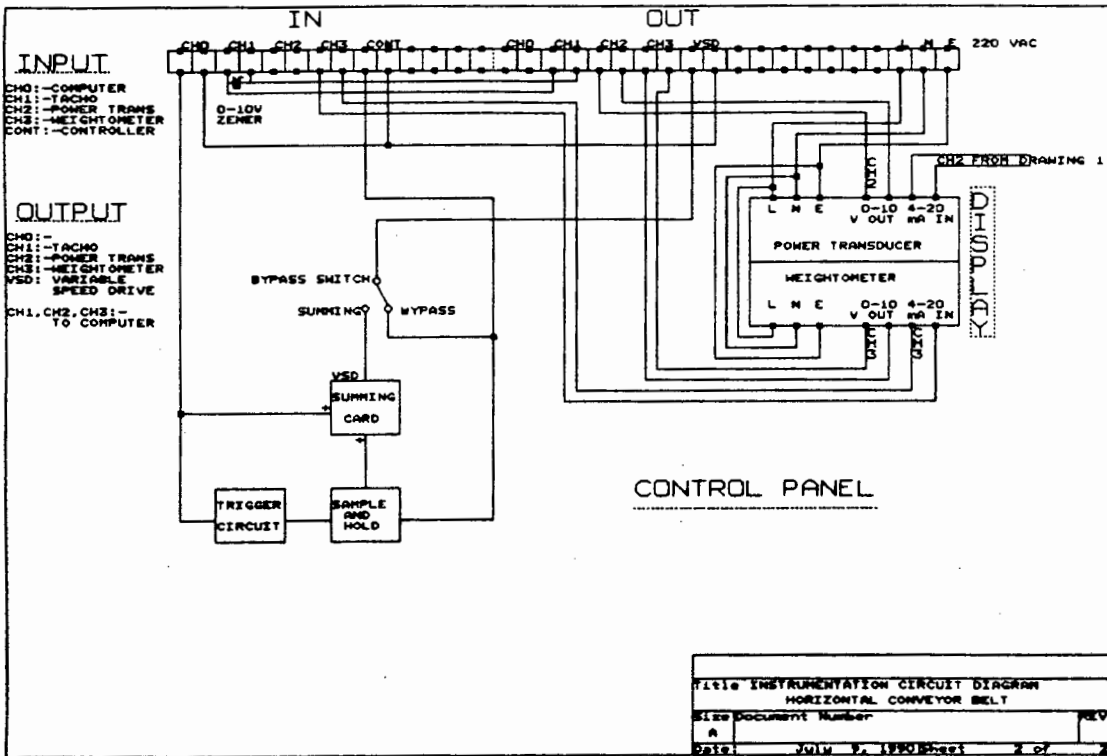 IN OUT
CH0 CH1 CH2 CH3 CONT CH0 CH1 CH2 CH3 VSD L N E 220 VAC
INPUT
CH0:-COMPUTER
CH1:-TACHO
CH2:-POWER TRANS
CH3:-WEIGHTOMETER
CONT:-CONTROLLER
0-10V
ZENER
OUTPUT
CH0:-
CH1:-TACHO
CH2:-POWER TRANS
CH3:-WEIGHTOMETER
VSD: VARIABLE
SPEED DRIVE
CH1,CH2,CH3:-
TO COMPUTER
CH2
CH2 FROM DRAWING 1
L N E 0-10 4-20
V OUT mA IN
POWER TRANSDUCER
WEIGHTOMETER
L N E 0-10 4-20
V OUT mA IN
CH3 CH3
DISPLAY
BYPASS SWITCH
SUMMING WYPASS
VSD
SUMMING
CARD
+
+
TRIGGER
CIRCUIT
SAMPLE
AND
HOLD
CONTROL PANEL
Title INSTRUMENTATION CIRCUIT DIAGRAM
HORIZONTAL CONVEYOR BELT
Size Document Number REV
A
Date: July 9, 1990 Sheet 2 of